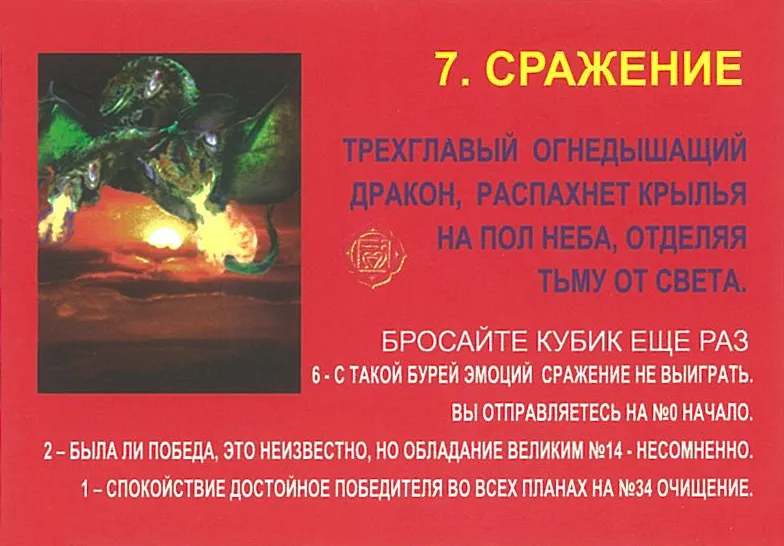 7. СРАЖЕНИЕ
ТРЕХГЛАВЫЙ ОГНЕДЫШАЩИЙ
ДРАКОН, РАСПАХНЕТ КРЫЛЬЯ
НА ПОЛ НЕБА, ОТДЕЛЯЯ
ТЬМУ ОТ СВЕТА.
БРОСАЙТЕ КУБИК ЕЩЕ РАЗ
6 - С ТАКОЙ БУРЕЙ ЭМОЦИЙ СРАЖЕНИЕ НЕ ВЫИГРАТЬ.
ВЫ ОТПРАВЛЯЕТЕСЬ НА №0 НАЧАЛО.
2 – БЫЛА ЛИ ПОБЕДА, ЭТО НЕИЗВЕСТНО, НО ОБЛАДАНИЕ ВЕЛИКИМ №14 - НЕСОМНЕННО.
1 – СПОКОЙСТВИЕ ДОСТОЙНОЕ ПОБЕДИТЕЛЯ ВО ВСЕХ ПЛАНАХ НА №34 ОЧИЩЕНИЕ.